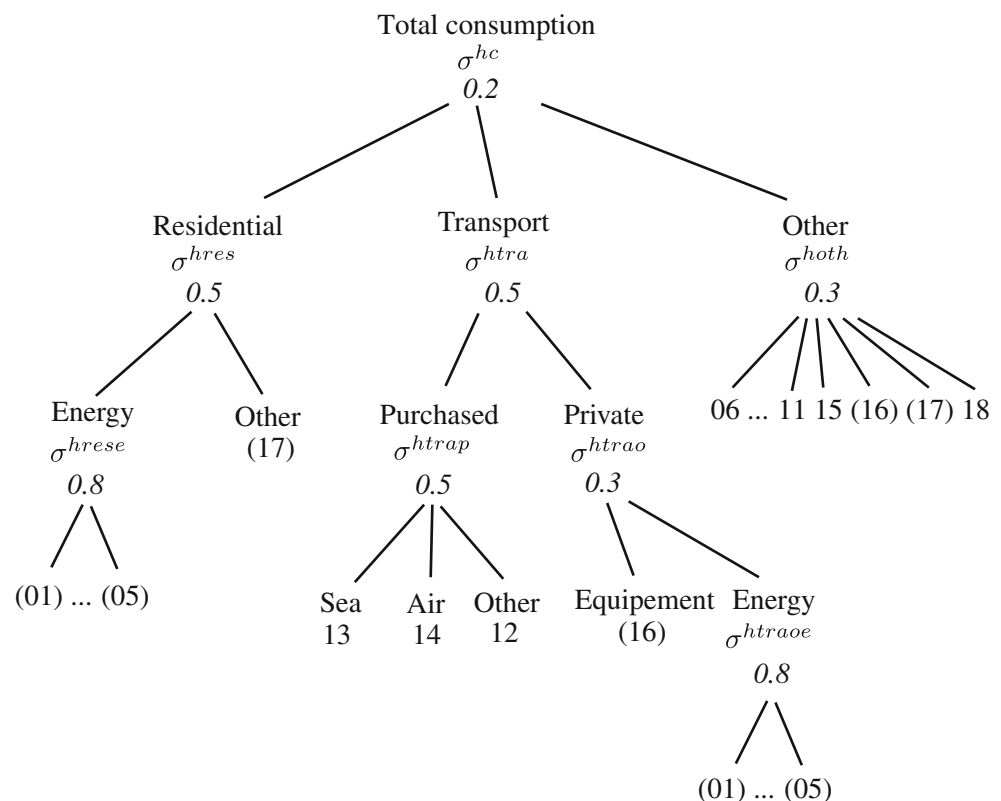 Total consumption
σ^{hc}
0.2
Residential Transport Other
σ^{hres} σ^{htra} σ^{hoth}
0.5 0.5 0.3
Energy Other Purchased Private 06 ... 11 15 (16) (17) 18
σ^{hrese} (17) σ^{htrap} σ^{htrao}
0.8 0.5 0.3
(01) ... (05) Sea Air Other Equipement Energy
13 14 12 (16) σ^{htraoe}
0.8
(01) ... (05)